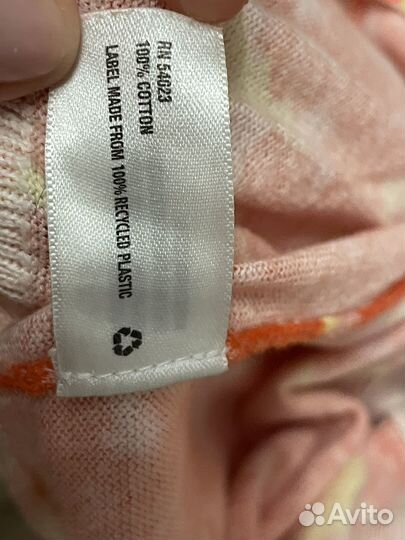 RN 54023
100% COTTON
LABEL MADE FROM 100% RECYCLED PLASTIC
Avito